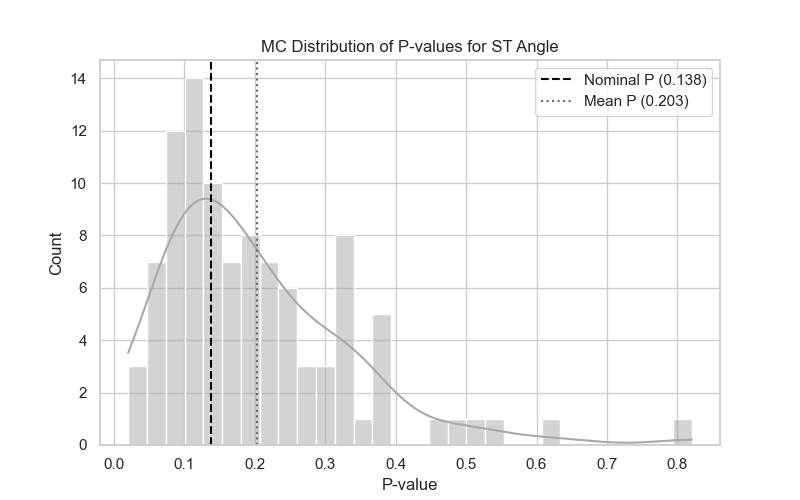 MC Distribution of P-values for ST Angle
Nominal P (0.138)
Mean P (0.203)
14
12
10
8
6
4
2
0
Count
0.0 0.1 0.2 0.3 0.4 0.5 0.6 0.7 0.8
P-value